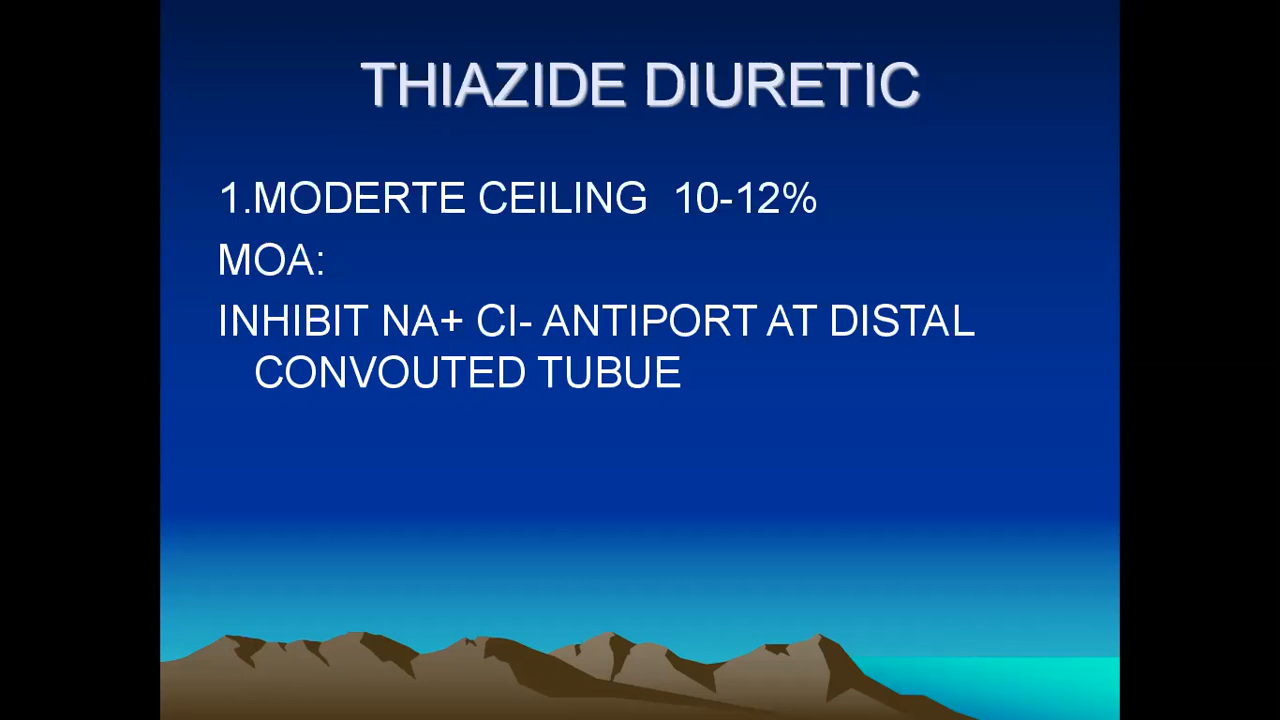 THIAZIDE DIURETIC
1.MODERTE CEILING 10-12%
MOA:
INHIBIT NA+ CI- ANTIPORT AT DISTAL
CONVOUTED TUBUE